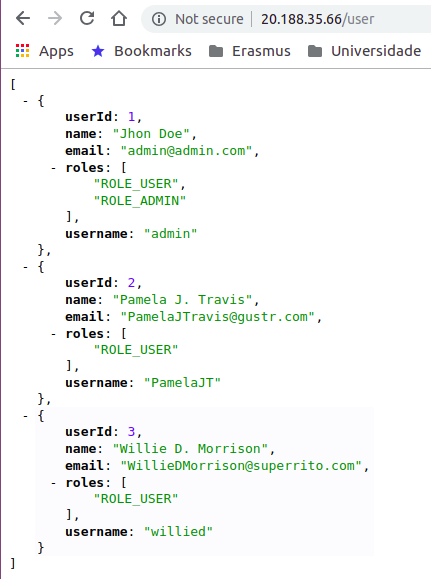 Not secure | 20.188.35.66/user
Apps Bookmarks Erasmus Universidade
[
- {
userId: 1,
name: "Jhon Doe",
email: "admin@admin.com",
- roles: [
"ROLE_USER",
"ROLE_ADMIN"
],
username: "admin"
},
- {
userId: 2,
name: "Pamela J. Travis",
email: "PamelaJTravis@gustr.com",
- roles: [
"ROLE_USER"
],
username: "PamelaJT"
},
- {
userId: 3,
name: "Willie D. Morrison",
email: "WillieDMorrison@superrito.com",
- roles: [
"ROLE_USER"
],
username: "willied"
}
]